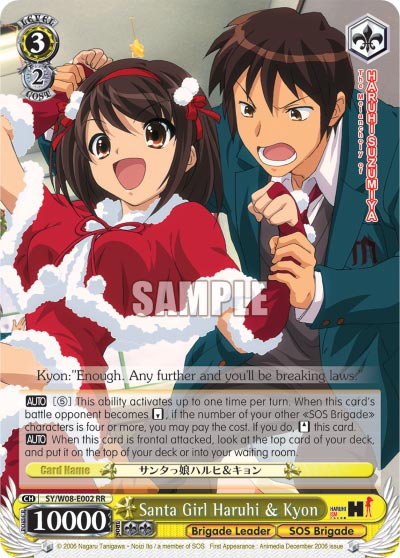 LEVEL
3
2
COST
The Melancholy of
HARUHI SUZUMIYA
SAMPLE
Kyon:"Enough. Any further and you'll be breaking laws."
AUTO [⑥] This ability activates up to one time per turn. When this card's
battle opponent becomes, if the number of your other «SOS Brigade»
characters is four or more, you may pay the cost. If you do, this card.
AUTO When this card is frontal attacked, look at the top card of your
deck and put it on the top of your deck or into your waiting room.
Card Name サンタっ娘ハルヒ&キョン
CH SY/W08-E002 RR
10000
Santa Girl Haruhi & Kyon
Brigade Leader SOS Brigade
HARUHI
© 2006 Nagaru Tanigawa・Noizi Ito / a member of SOS First Appearance : Animedia December 2006 issue